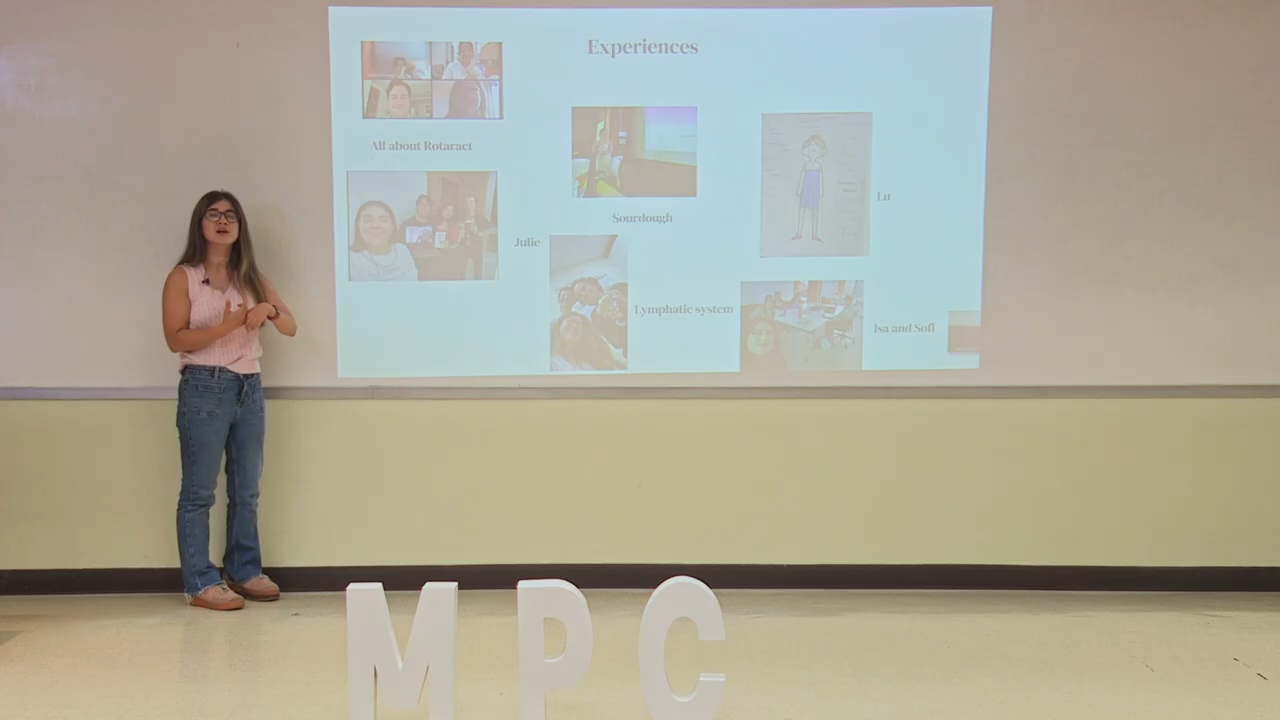 Experiences
All about Rotaract
Sourdough
Lu
Julie
Lymphatic system
Isa and Sofi
MPC